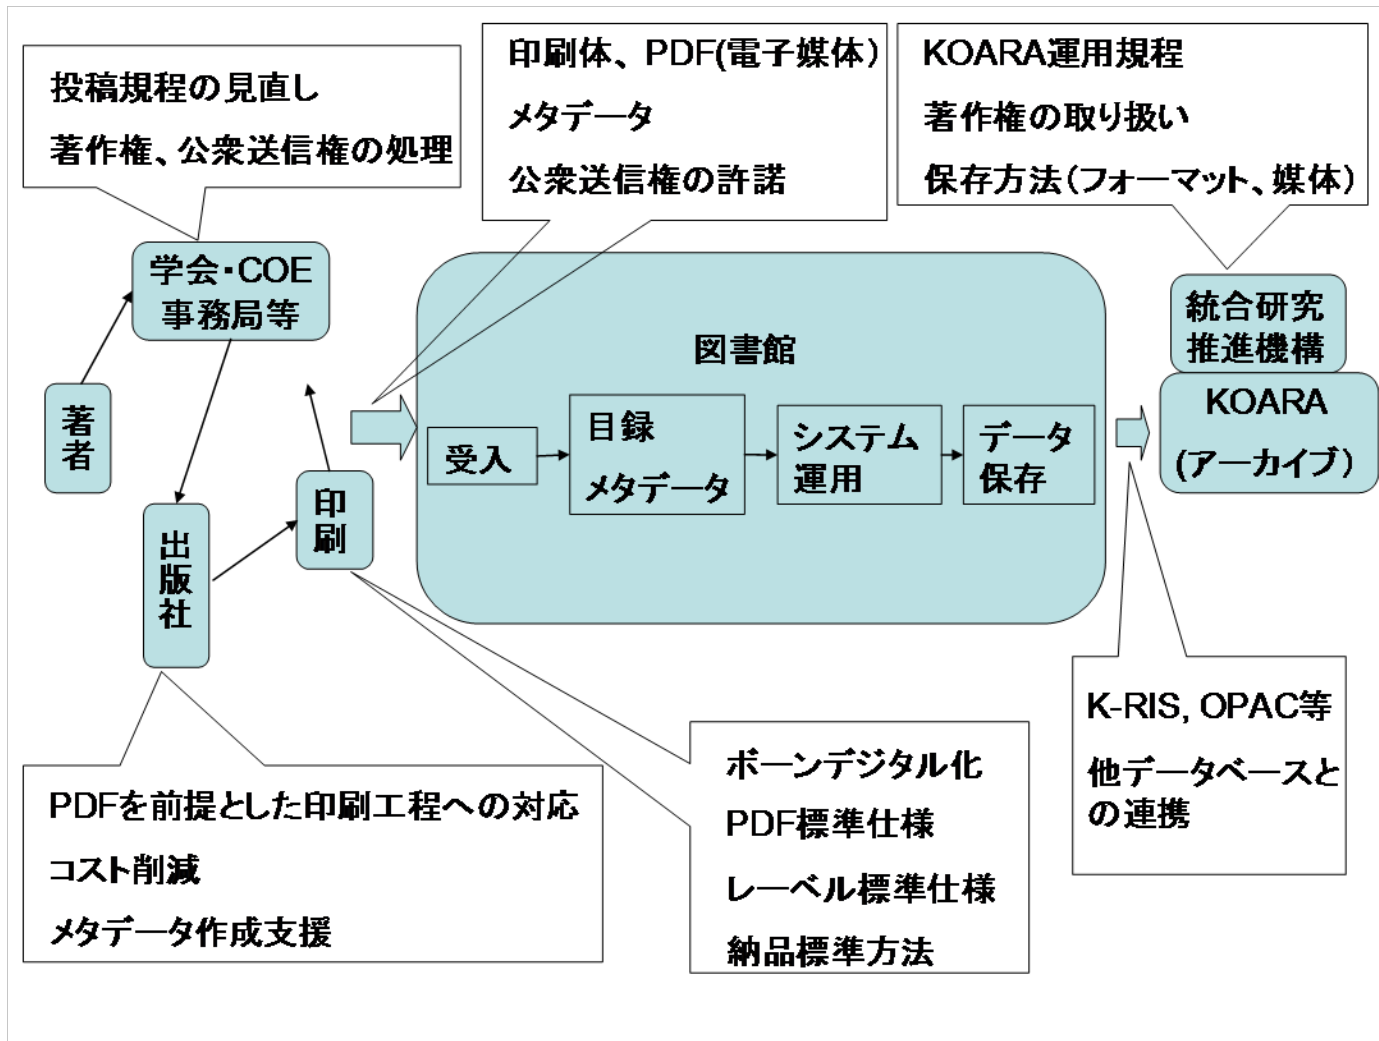 投稿規程の見直し
著作権、公衆送信権の処理
印刷体、PDF(電子媒体)
メタデータ
公衆送信権の許諾
KOARA運用規程
著作権の取り扱い
保存方法(フォーマット、媒体)
学会・COE
事務局等
著者
出版社
印刷
図書館
受入
目録
メタデータ
システム
運用
データ
保存
統合研究
推進機構
KOARA
(アーカイブ)
PDFを前提とした印刷工程への対応
コスト削減
メタデータ作成支援
ボーンデジタル化
PDF標準仕様
レーベル標準仕様
納品標準方法
K-RIS, OPAC等
他データベースと
の連携